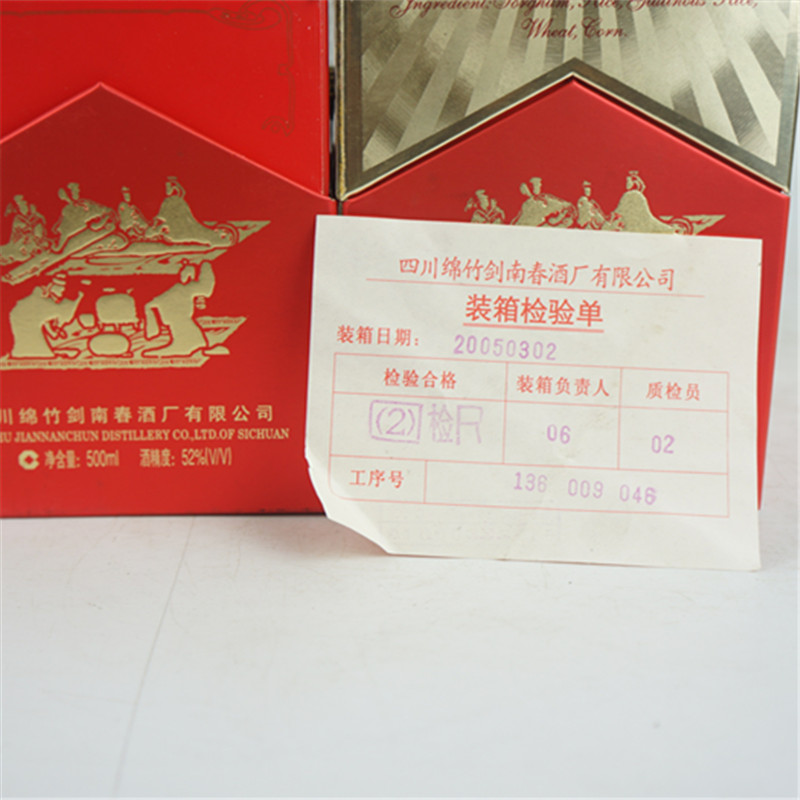 Ingredient: Sorghum, Rice, Glutinous Rice,
Wheat, Corn.
川绵竹剑南春酒厂有限公司
HU JIANNANCHUN DISTILLERY CO.,LTD.OF SICHUAN
净含量: 500ml 酒精度: 52%(V/V)
四川绵竹剑南春酒厂有限公司
装箱检验单
装箱日期: 20050302
检验合格 装箱负责人 质检员
(2)检 06 02
工序号 136 009 046